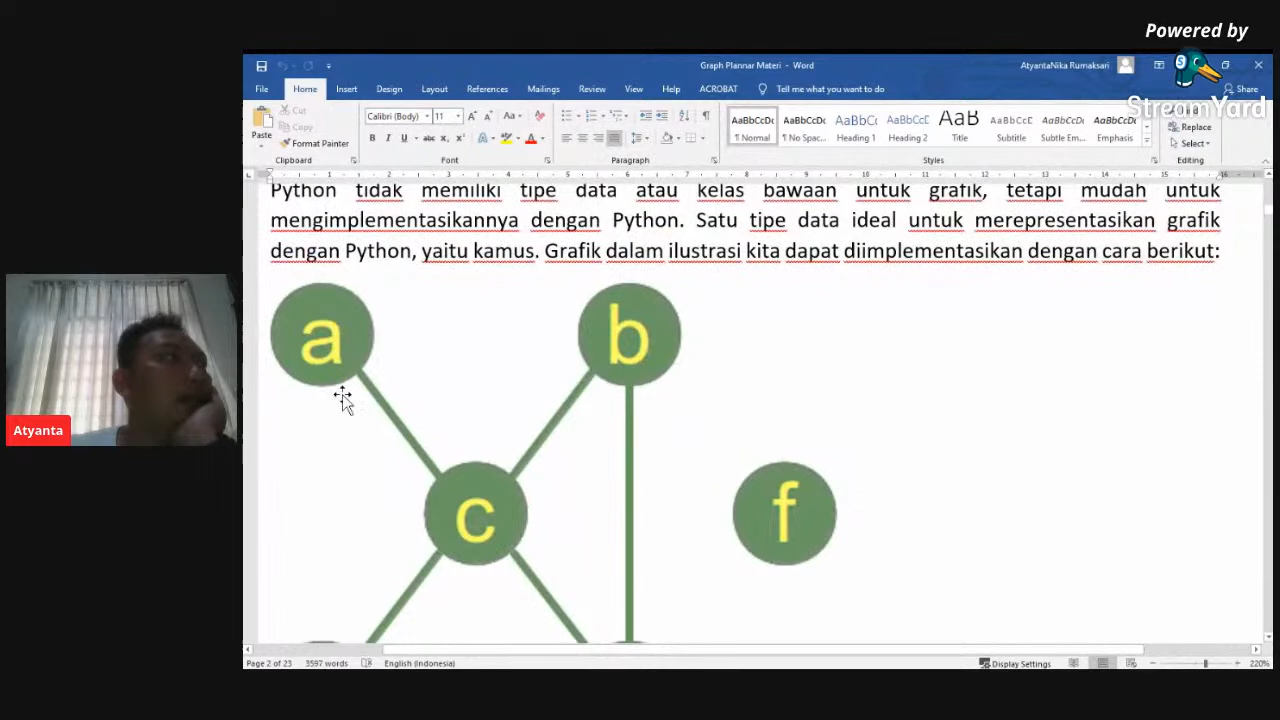 Powered by
StreamYard
Graph Plannar Materi - Word
AtyantaNika Rumaksari
File Home Insert Design Layout References Mailings Review View Help ACROBAT Tell me what you want to do Share
Paste
Cut
Copy
Format Painter
Clipboard
Calibri (Body) 11
Font
Paragraph
AaBbCcDc AaBbCcDc AaBbCc AaBbCcC AaB AaBbCcC AaBbCcDc AaBbCcDc
¶ Normal ¶ No Spac... Heading 1 Heading 2 Title Subtitle Subtle Em... Emphasis
Styles
Replace
Select
Editing
Python tidak memiliki tipe data atau kelas bawaan untuk grafik, tetapi mudah untuk
mengimplementasikannya dengan Python. Satu tipe data ideal untuk merepresentasikan grafik
dengan Python, yaitu kamus. Grafik dalam ilustrasi kita dapat diimplementasikan dengan cara berikut:
a
b
c
f
Atyanta
Page 2 of 23 3597 words English (Indonesia) Display Settings 220%